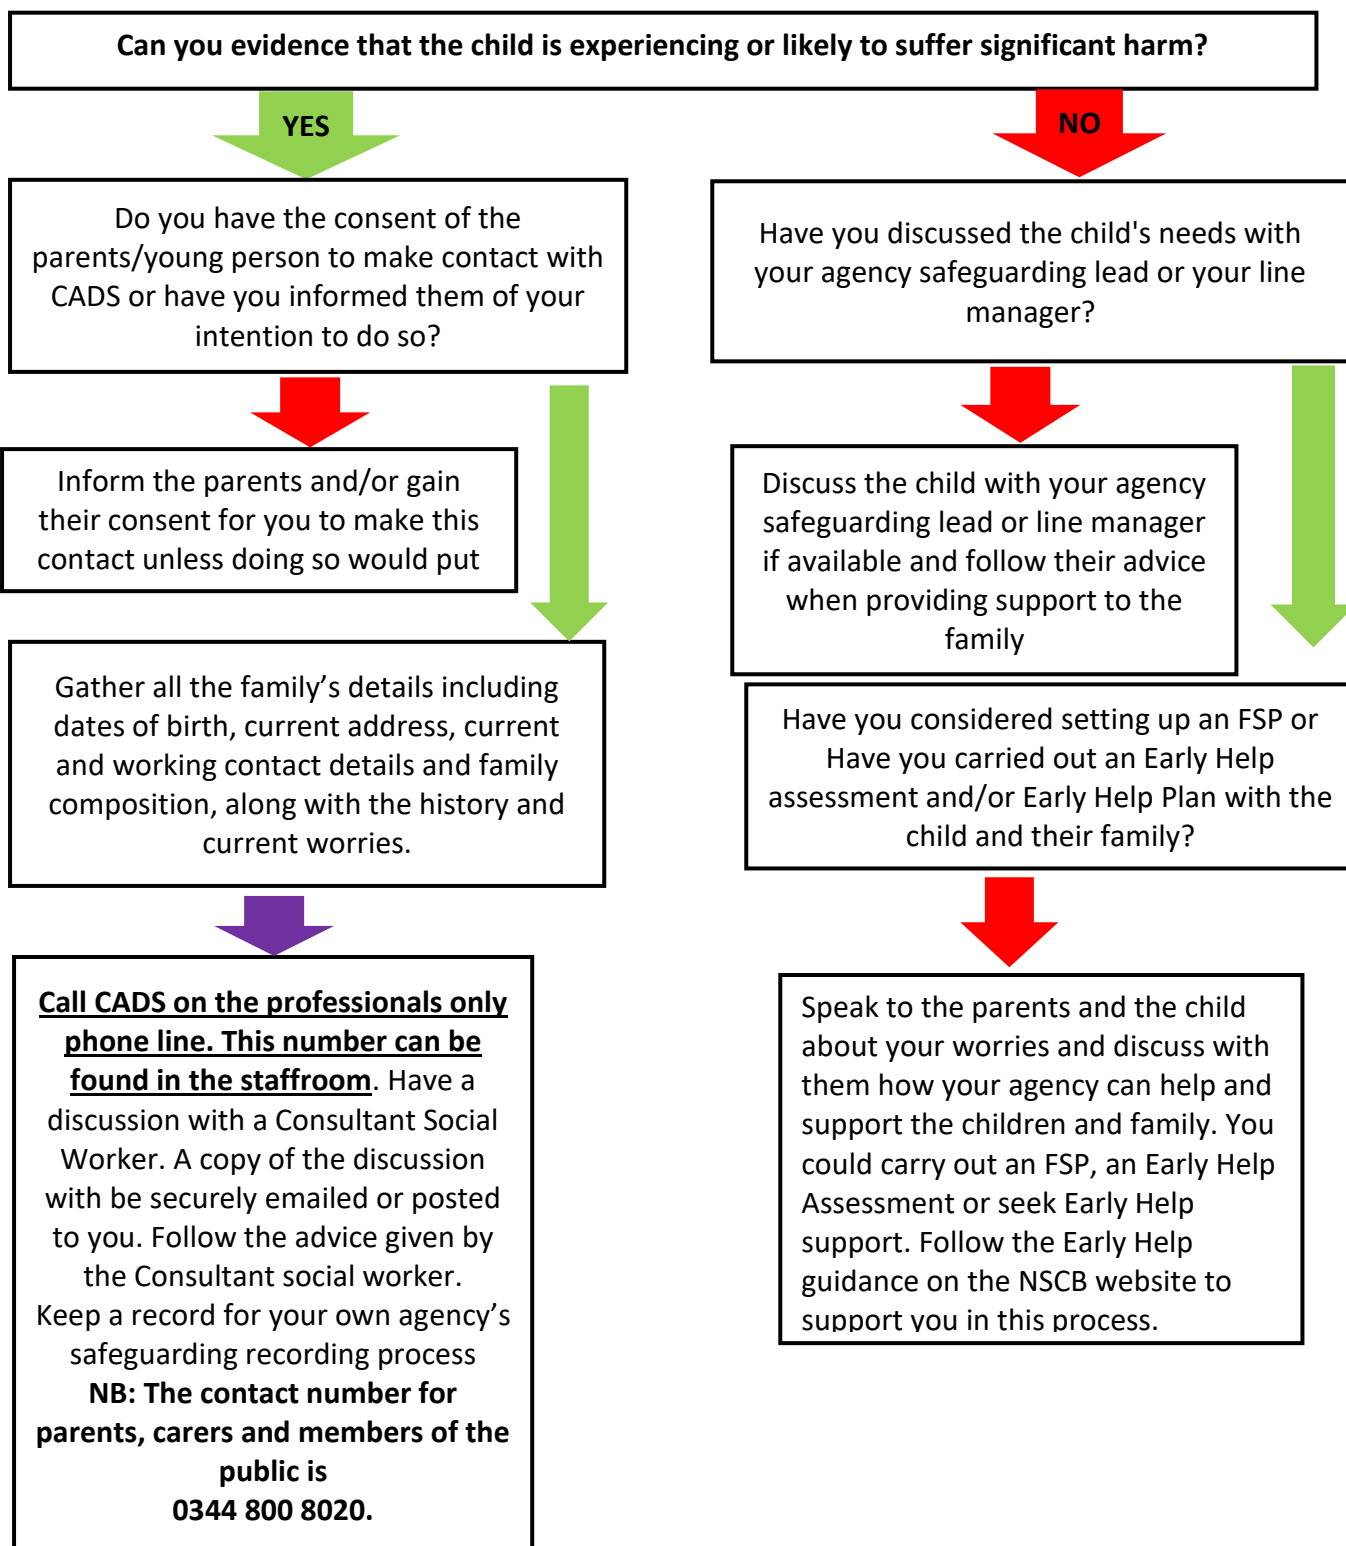 Can you evidence that the child is experiencing or likely to suffer significant harm?
YES
NO
Do you have the consent of the
parents/young person to make contact with
CADS or have you informed them of your
intention to do so?
Have you discussed the child's needs with
your agency safeguarding lead or your line
manager?
Inform the parents and/or gain
their consent for you to make this
contact unless doing so would put
Discuss the child with your agency
safeguarding lead or line manager
if available and follow their advice
when providing support to the
family
Gather all the family’s details including
dates of birth, current address, current
and working contact details and family
composition, along with the history and
current worries.
Have you considered setting up an FSP or
Have you carried out an Early Help
assessment and/or Early Help Plan with the
child and their family?
Call CADS on the professionals only
phone line. This number can be
found in the staffroom. Have a
discussion with a Consultant Social
Worker. A copy of the discussion
with be securely emailed or posted
to you. Follow the advice given by
the Consultant social worker.
Keep a record for your own agency’s
safeguarding recording process
NB: The contact number for
parents, carers and members of the
public is
0344 800 8020.
Speak to the parents and the child
about your worries and discuss with
them how your agency can help and
support the children and family. You
could carry out an FSP, an Early Help
Assessment or seek Early Help
support. Follow the Early Help
guidance on the NSCB website to
support you in this process.